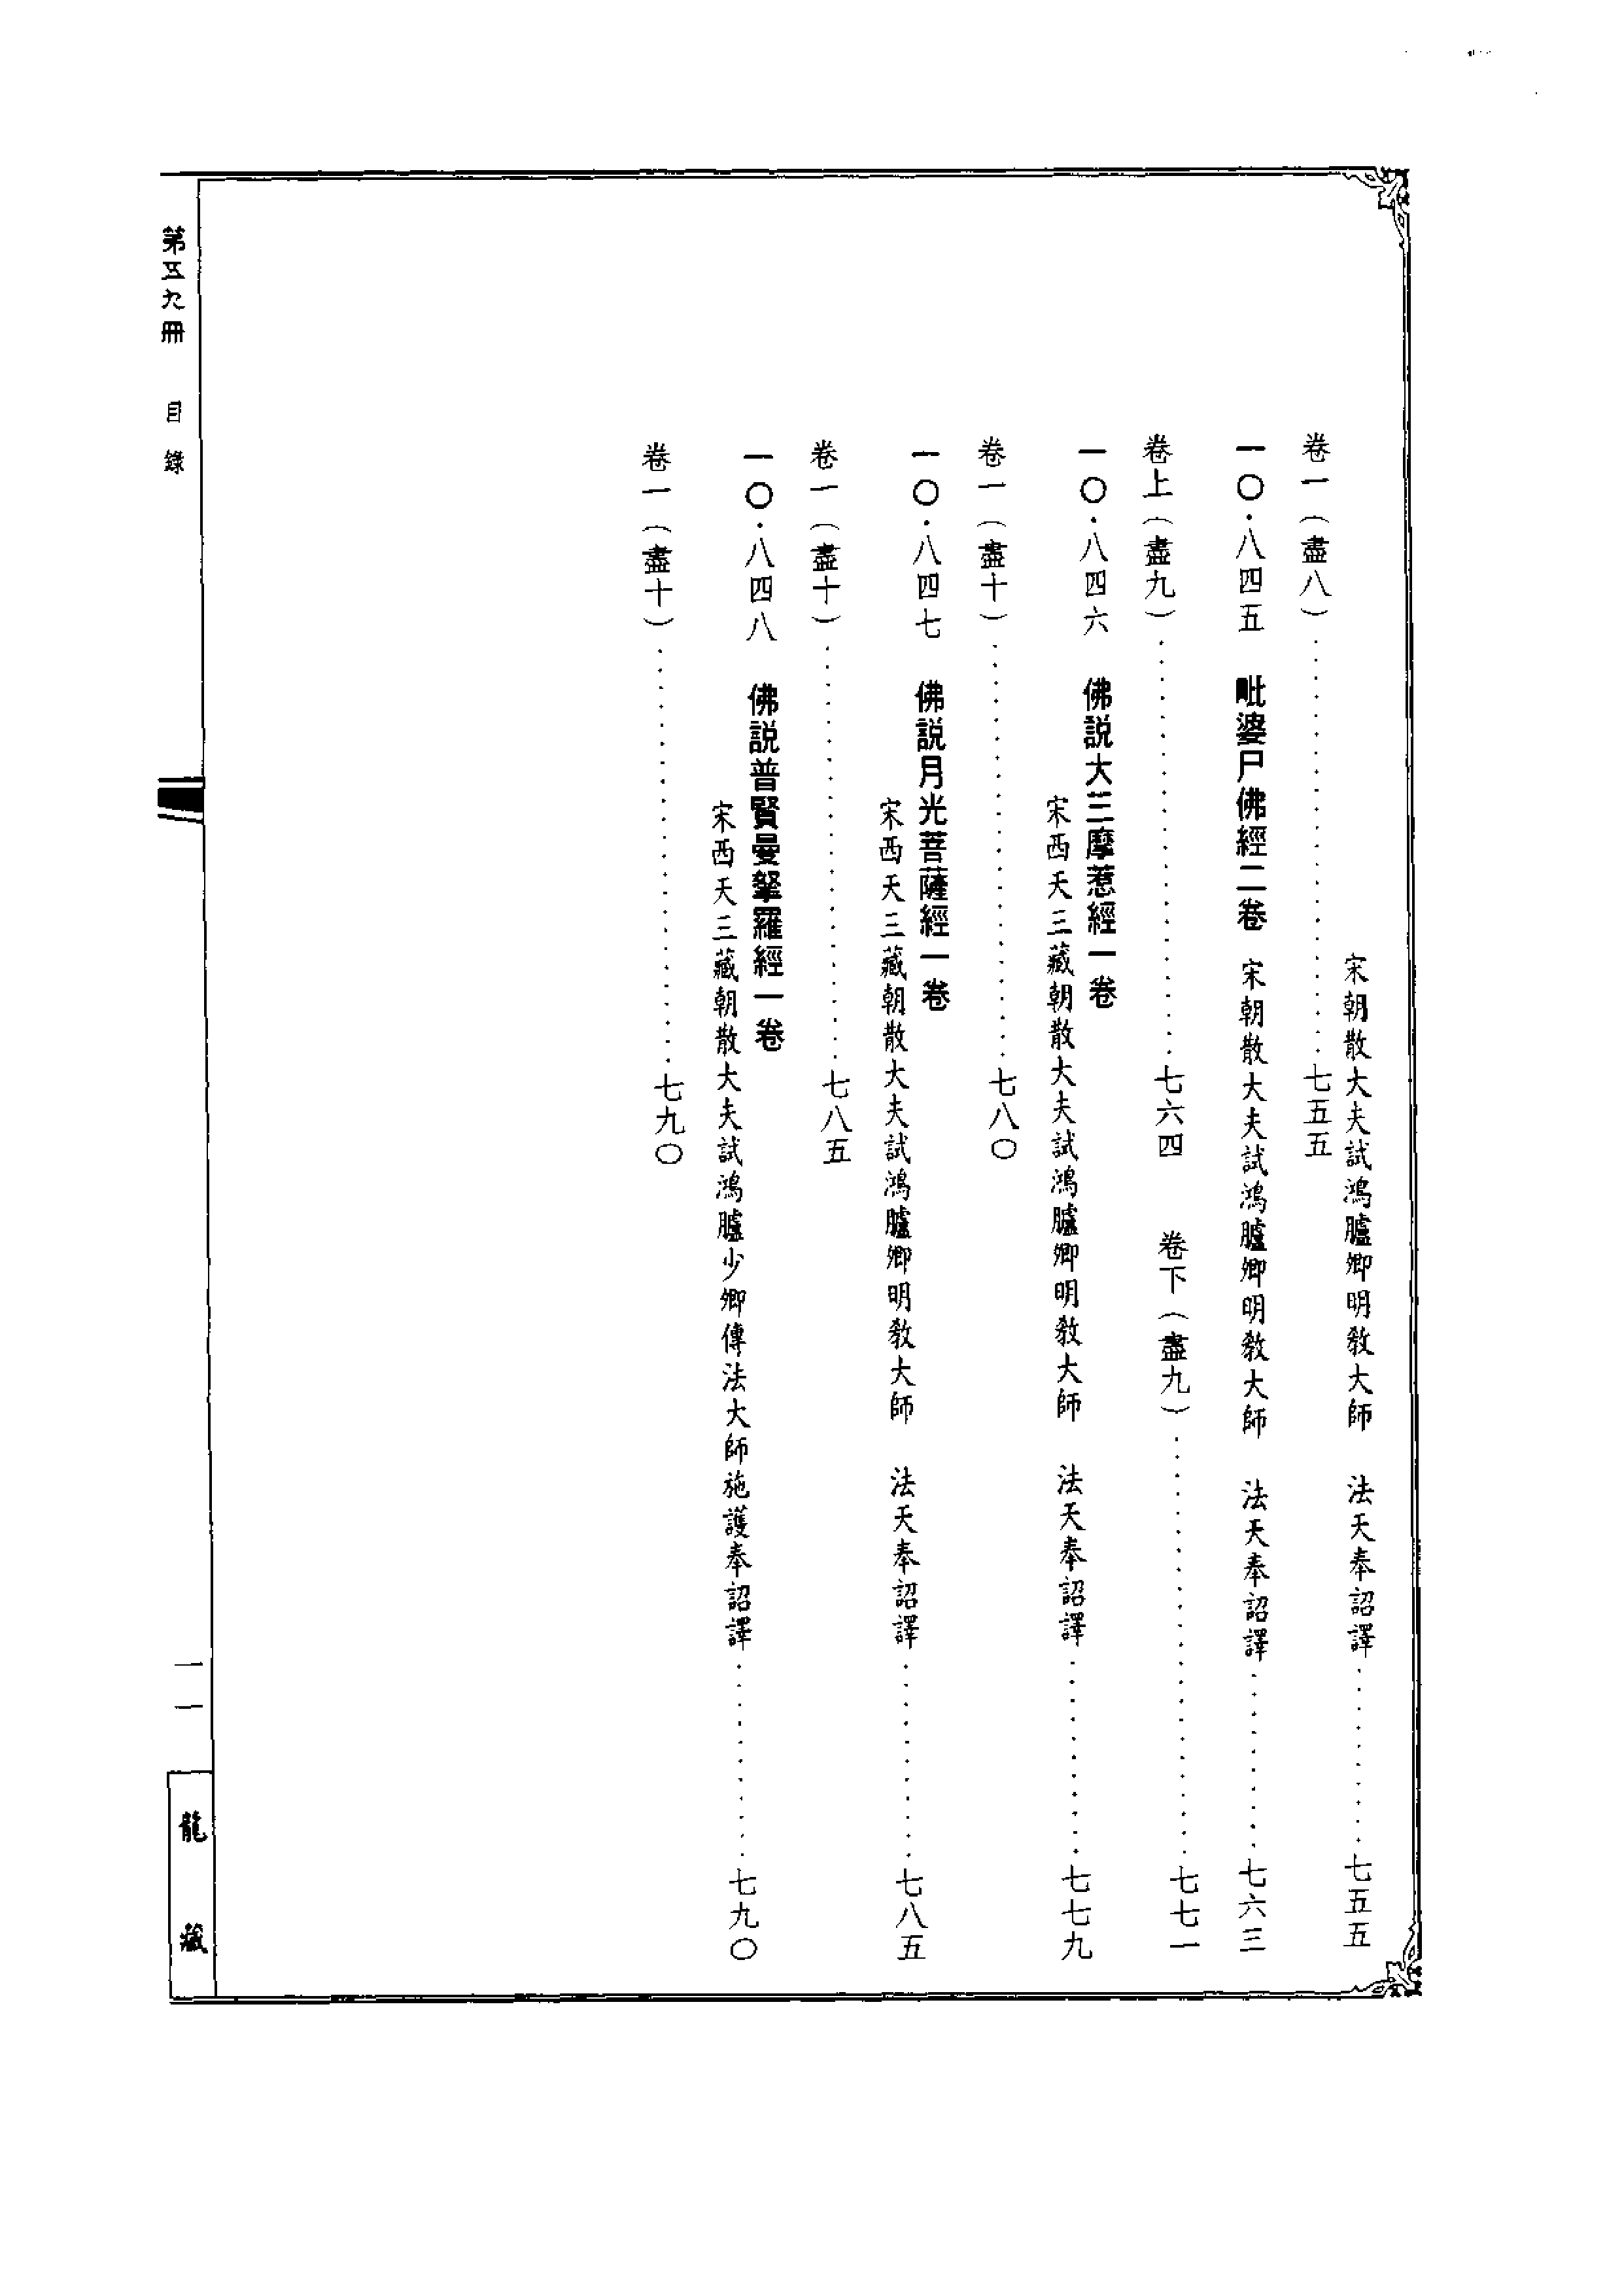 宋朝散大夫試鴻臚卿明教大師　法天奉詔譯··········七五五
卷一（盡八）·······················七五五
一〇·八四五　毗婆尸佛經二卷　宋朝散大夫試鴻臚卿明教大師　法天奉詔譯··········七六三
卷上（盡九）·······················七六四　卷下（盡九）·······················七七一
一〇·八四六　佛説大三摩惹經一卷
宋西天三藏朝散大夫試鴻臚卿明教大師　法天奉詔譯···········七七九
卷一（盡十）·······················七八〇
一〇·八四七　佛説月光菩薩經一卷
宋西天三藏朝散大夫試鴻臚卿明教大師　法天奉詔譯···········七八五
卷一（盡十）·······················七八五
一〇·八四八　佛説普賢曼拏羅經一卷
宋西天三藏朝散大夫試鴻臚少卿傳法大師施護奉詔譯···········七九〇
卷一（盡十）·······················七九〇
第五九冊　目錄
一一
龍藏